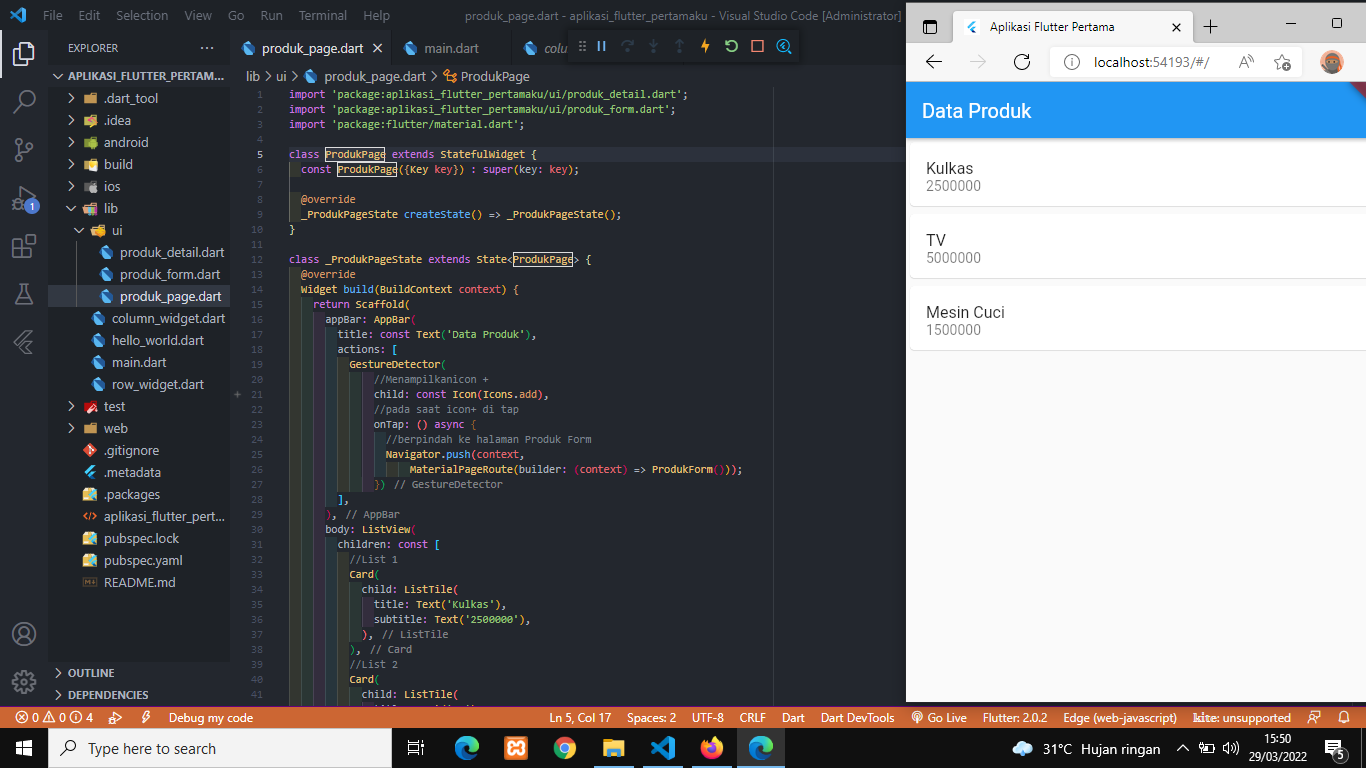 File Edit Selection View Go Run Terminal Help
produk_page.dart - aplikasi_flutter_pertamaku - Visual Studio Code [Administrator]
EXPLORER
APLIKASI_FLUTTER_PERTAM...
.dart_tool
.idea
android
build
ios
lib
ui
produk_detail.dart
produk_form.dart
produk_page.dart
column_widget.dart
hello_world.dart
main.dart
row_widget.dart
test
web
.gitignore
.metadata
.packages
aplikasi_flutter_pert...
pubspec.lock
pubspec.yaml
README.md
OUTLINE
DEPENDENCIES
1
produk_page.dart
main.dart
colu
lib > ui > produk_page.dart > ProdukPage
1 import 'package:aplikasi_flutter_pertamaku/ui/produk_detail.dart';
2 import 'package:aplikasi_flutter_pertamaku/ui/produk_form.dart';
3 import 'package:flutter/material.dart';
4
5 class ProdukPage extends StatefulWidget {
6 const ProdukPage({Key key}) : super(key: key);
7
8 @override
9 _ProdukPageState createState() => _ProdukPageState();
10 }
11
12 class _ProdukPageState extends State<ProdukPage> {
13 @override
14 Widget build(BuildContext context) {
15 return Scaffold(
16 appBar: AppBar(
17 title: const Text('Data Produk'),
18 actions: [
19 GestureDetector(
20 //Menampilkanicon +
21 child: const Icon(Icons.add),
22 //pada saat icon+ di tap
23 onTap: () async {
24 //berpindah ke halaman Produk Form
25 Navigator.push(context,
26 MaterialPageRoute(builder: (context) => ProdukForm()));
27 }) // GestureDetector
28 ],
29 ), // AppBar
30 body: ListView(
31 children: const [
32 //List 1
33 Card(
34 child: ListTile(
35 title: Text('Kulkas'),
36 subtitle: Text('2500000'),
37 ), // ListTile
38 ), // Card
39 //List 2
40 Card(
41 child: ListTile(
Aplikasi Flutter Pertama
localhost:54193/#/
Data Produk
Kulkas
2500000
TV
5000000
Mesin Cuci
1500000
0 0 4 Debug my code
Ln 5, Col 17 Spaces: 2 UTF-8 CRLF Dart Dart DevTools Go Live Flutter: 2.0.2 Edge (web-javascript) kite: unsupported
Type here to search
31°C Hujan ringan
15:50
29/03/2022
5